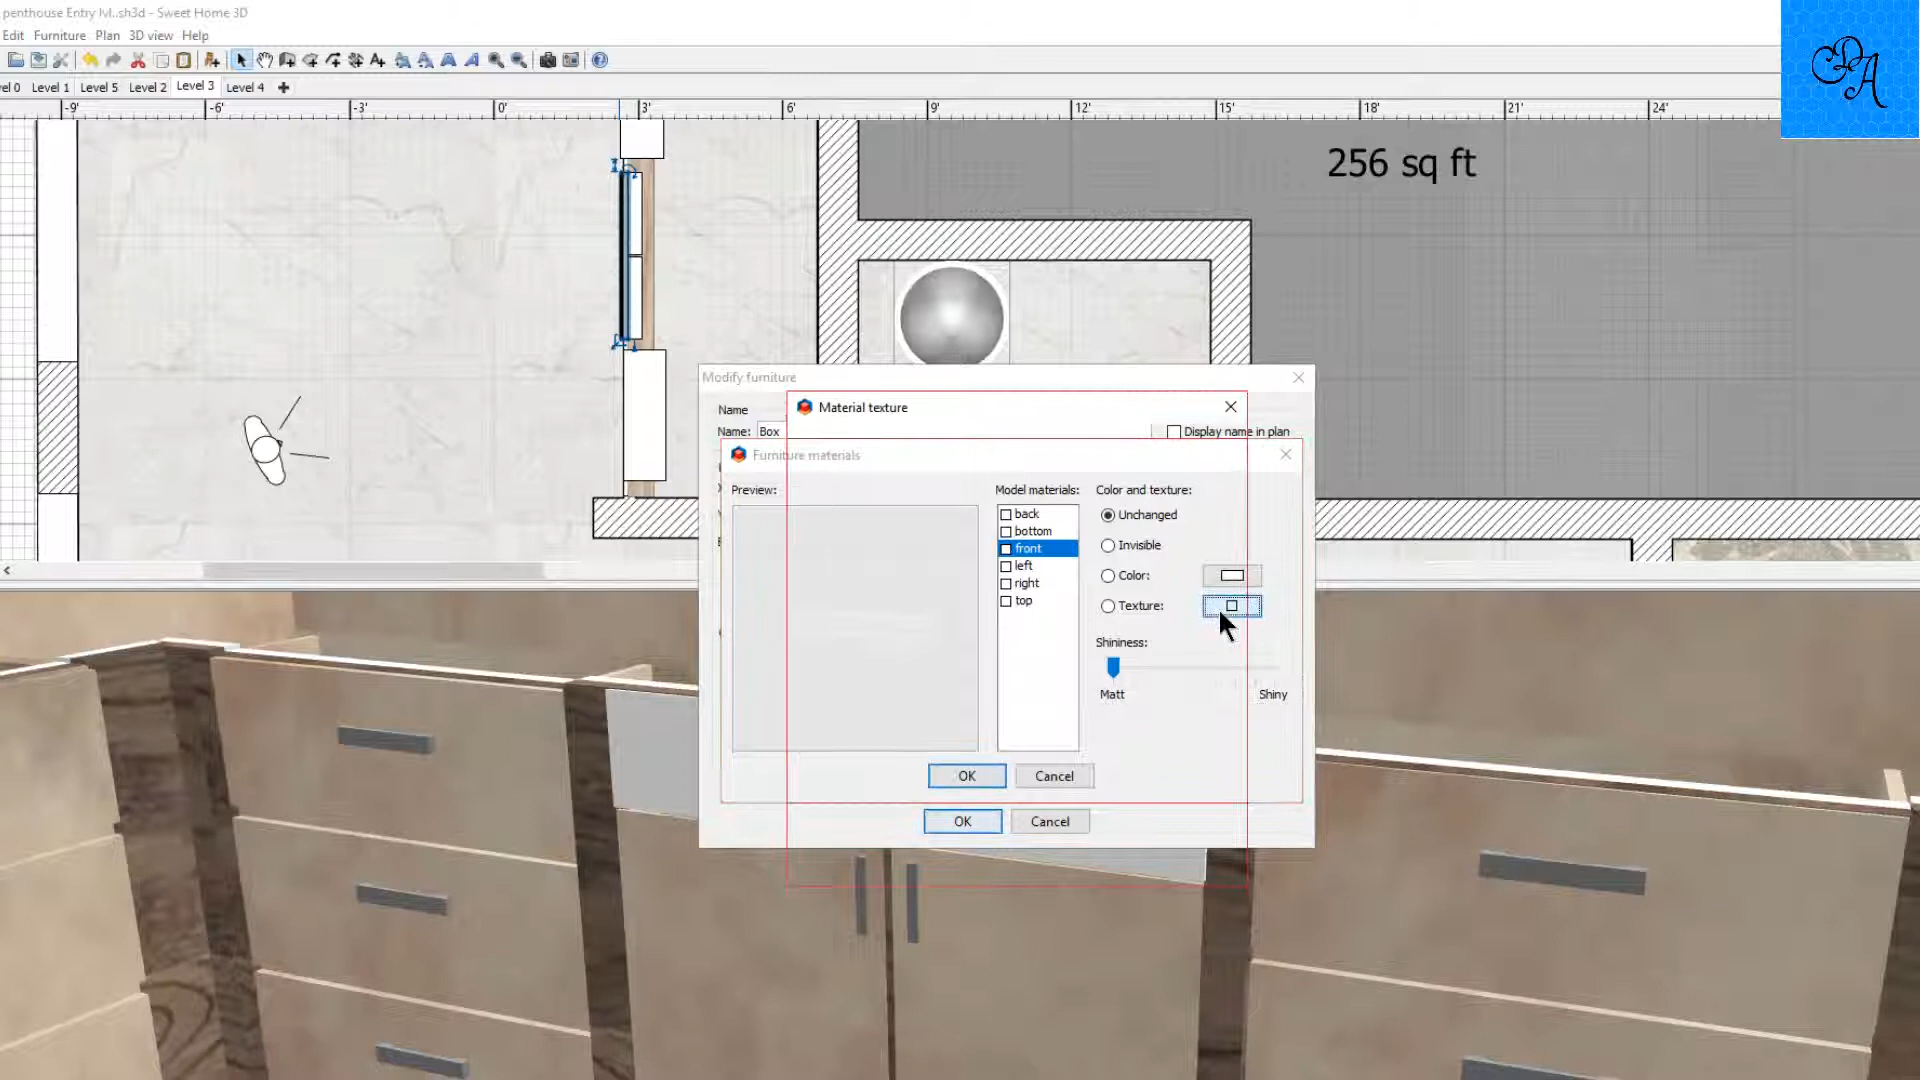 penthouse Entry lvl..sh3d - Sweet Home 3D
Edit Furniture Plan 3D view Help
Level 1 Level 5 Level 2 Level 3 Level 4
-9' -6' -3' 0' 3' 6' 9' 12' 15' 18' 21' 24'
DA
256 sq ft
Modify furniture
Name
Material texture
Name: Box
Display name in plan
Furniture materials
Preview:
Model materials:
Color and texture:
back
bottom
front
left
right
top
Unchanged
Invisible
Color:
Texture:
Shininess:
Matt
Shiny
OK Cancel
OK Cancel